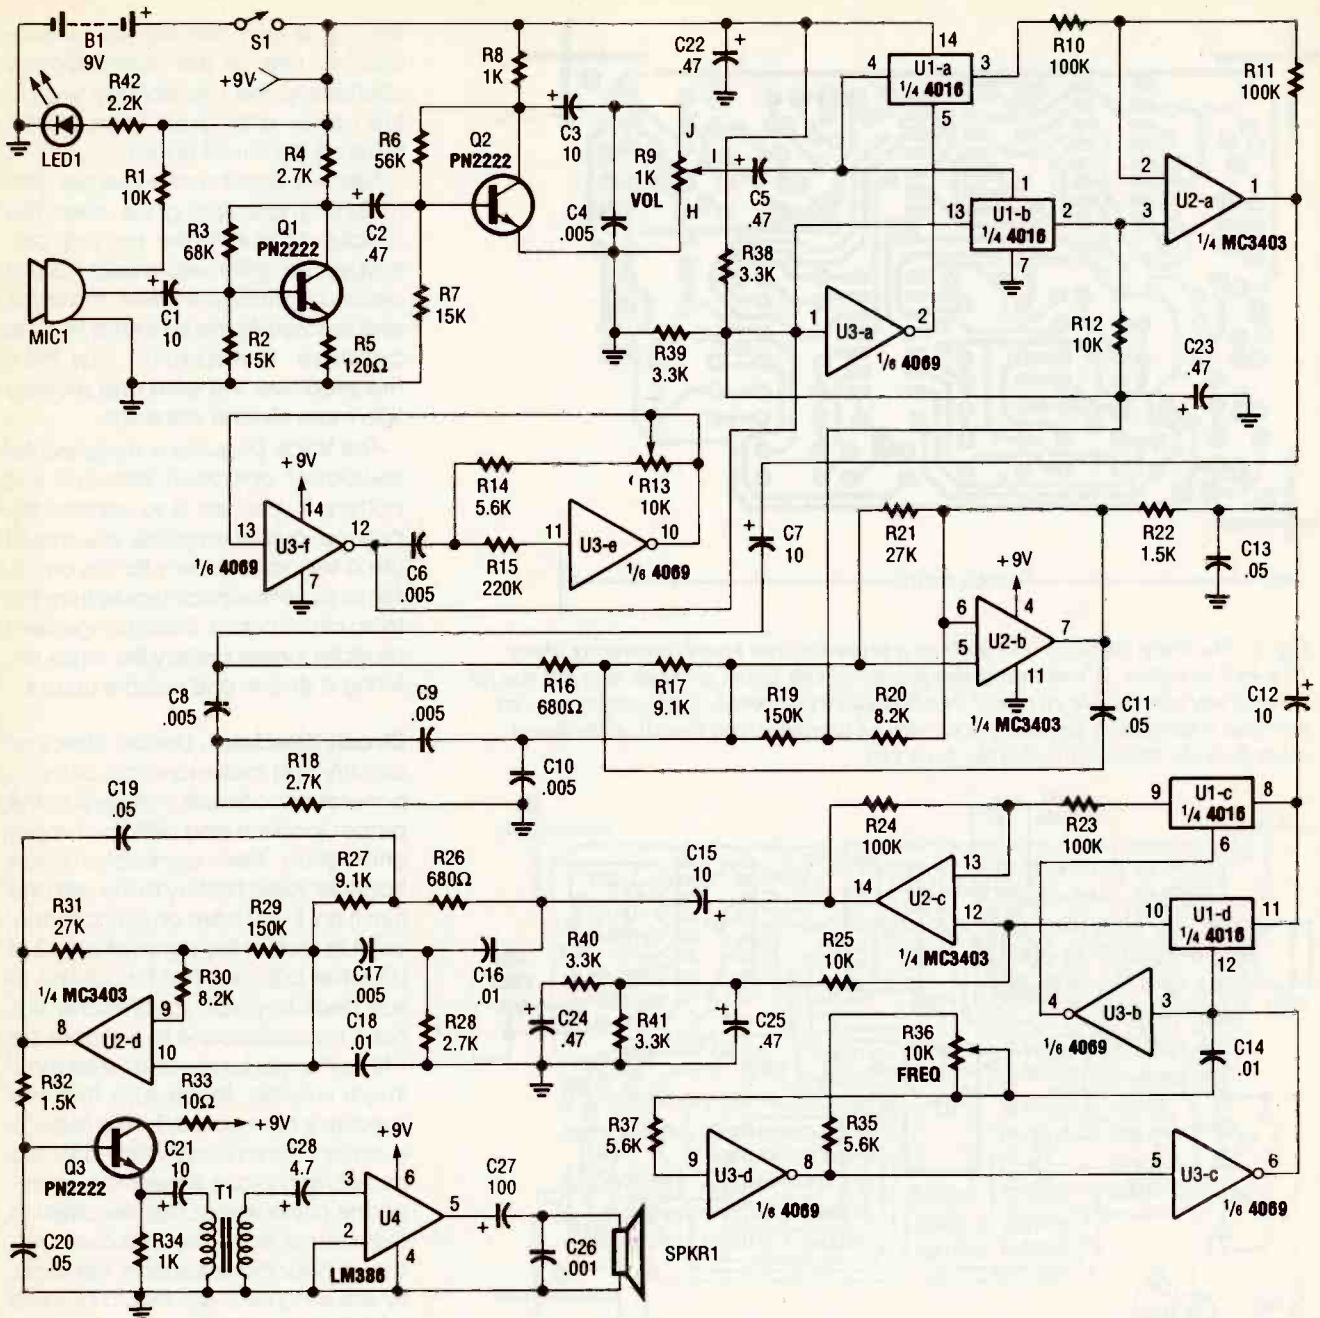 B1
9V
S1
+9V
R42
2.2K
LED1
R1
10K
MIC1
C1
10
R3
68K
R2
15K
R4
2.7K
Q1
PN2222
R5
120Ω
C2
.47
R6
56K
R7
15K
R8
1K
Q2
PN2222
C3
10
C4
.005
R9
1K
VOL
J
I
H
C5
.47
C22
.47
R38
3.3K
R39
3.3K
4
14
U1-a
1/4 4016
3
5
R10
100K
R11
100K
13
1
U1-b
1/4 4016
2
7
2
3
U2-a
1
1/4 MC3403
1
U3-a
2
1/6 4069
R12
10K
C23
.47
+9V
13
14
U3-f
12
7
1/6 4069
C6
.005
R14
5.6K
R15
220K
11
U3-e
10
1/6 4069
R13
10K
C7
10
R21
27K
R22
1.5K
C13
.05
+9V
6
4
U2-b
7
5
11
1/4 MC3403
C11
.05
C12
10
C8
.005
C9
.005
R16
680Ω
R17
9.1K
R19
150K
R20
8.2K
R18
2.7K
C10
.005
C19
.05
R27
9.1K
R26
680Ω
C15
10
R24
100K
R23
100K
9
U1-c
1/4 4016
8
6
13
14
U2-c
12
1/4 MC3403
10
U1-d
1/4 4016
11
12
R31
27K
R29
150K
R30
8.2K
C17
.005
C16
.01
C18
.01
R28
2.7K
1/4 MC3403
8
U2-d
9
10
R40
3.3K
R41
3.3K
C24
.47
C25
.47
R25
10K
4
U3-b
3
1/6 4069
C14
.01
R36
10K
FREQ
R32
1.5K
R33
10Ω
+9V
Q3
PN2222
C21
10
T1
C28
4.7
+9V
3
6
U4
5
2
4
LM386
C27
100
C26
.001
SPKR1
C20
.05
R34
1K
R37
5.6K
9
U3-d
8
1/6 4069
R35
5.6K
5
U3-c
6
1/6 4069